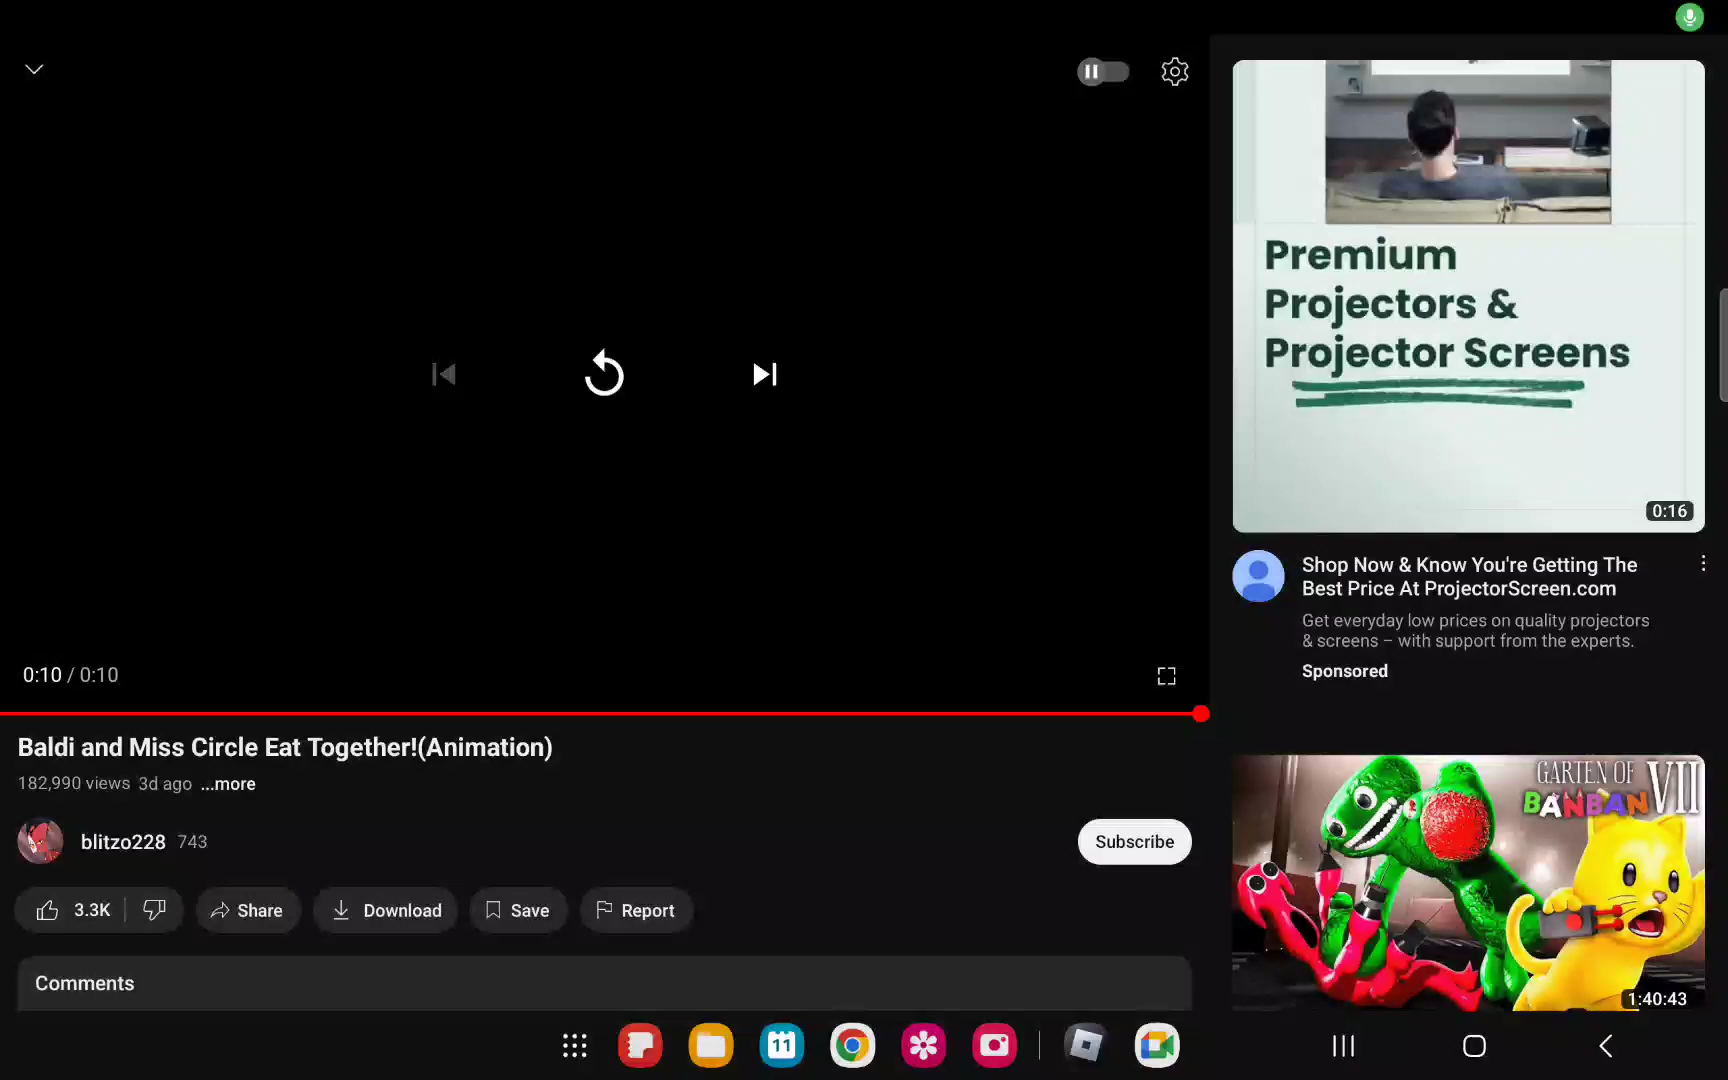 Premium
Projectors &
Projector Screens
0:16
Shop Now & Know You're Getting The
Best Price At ProjectorScreen.com
Get everyday low prices on quality projectors
& screens – with support from the experts.
Sponsored
0:10 / 0:10
Baldi and Miss Circle Eat Together!(Animation)
182,990 views 3d ago ...more
blitzo228 743
Subscribe
3.3K
Share
Download
Save
Report
Comments
GARTEN OF
BANBAN VII
1:40:43
11